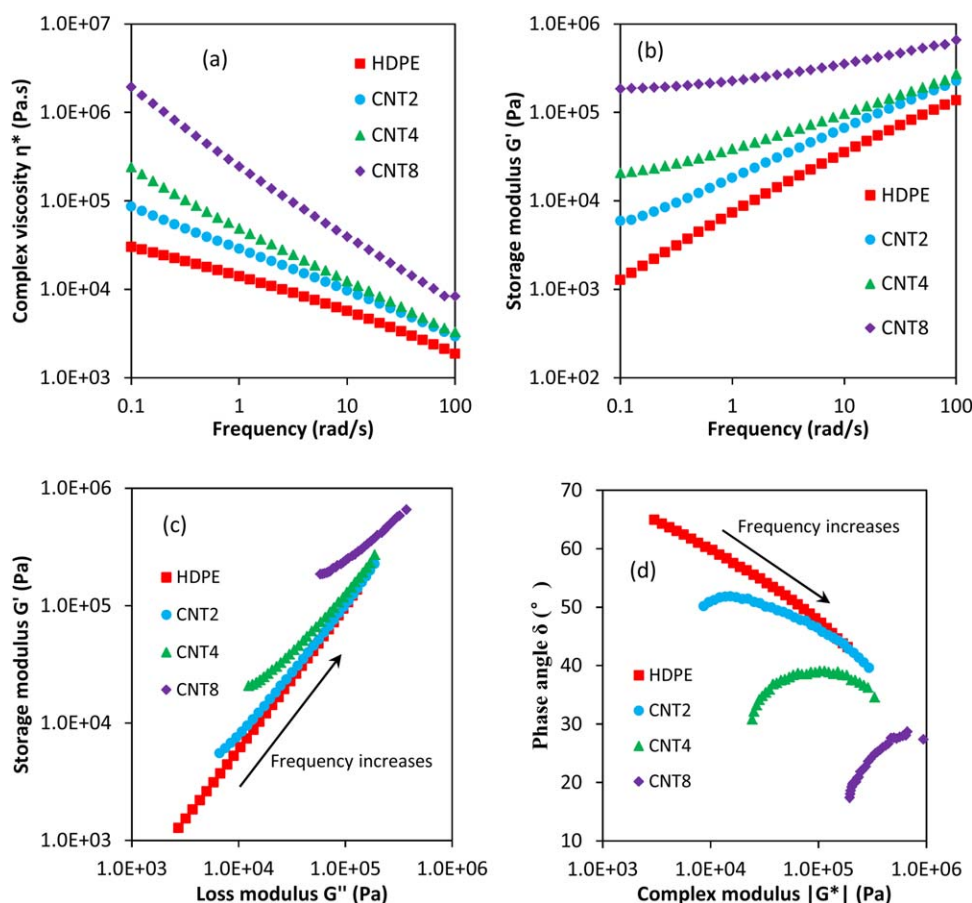 1.0E+07
1.0E+06
1.0E+05
1.0E+04
1.0E+03
Complex viscosity η* (Pa.s)
(a)
HDPE
CNT2
CNT4
CNT8
0.1
1
10
100
Frequency (rad/s)
1.0E+06
1.0E+05
1.0E+04
1.0E+03
1.0E+02
Storage modulus G' (Pa)
(b)
HDPE
CNT2
CNT4
CNT8
0.1
1
10
100
Frequency (rad/s)
1.0E+06
1.0E+05
1.0E+04
1.0E+03
Storage modulus G' (Pa)
(c)
HDPE
CNT2
CNT4
CNT8
Frequency increases
1.0E+03
1.0E+04
1.0E+05
1.0E+06
Loss modulus G'' (Pa)
70
60
50
40
30
20
10
Phase angle δ (°)
Frequency increases
(d)
HDPE
CNT2
CNT4
CNT8
1.0E+03
1.0E+04
1.0E+05
1.0E+06
Complex modulus |G*| (Pa)